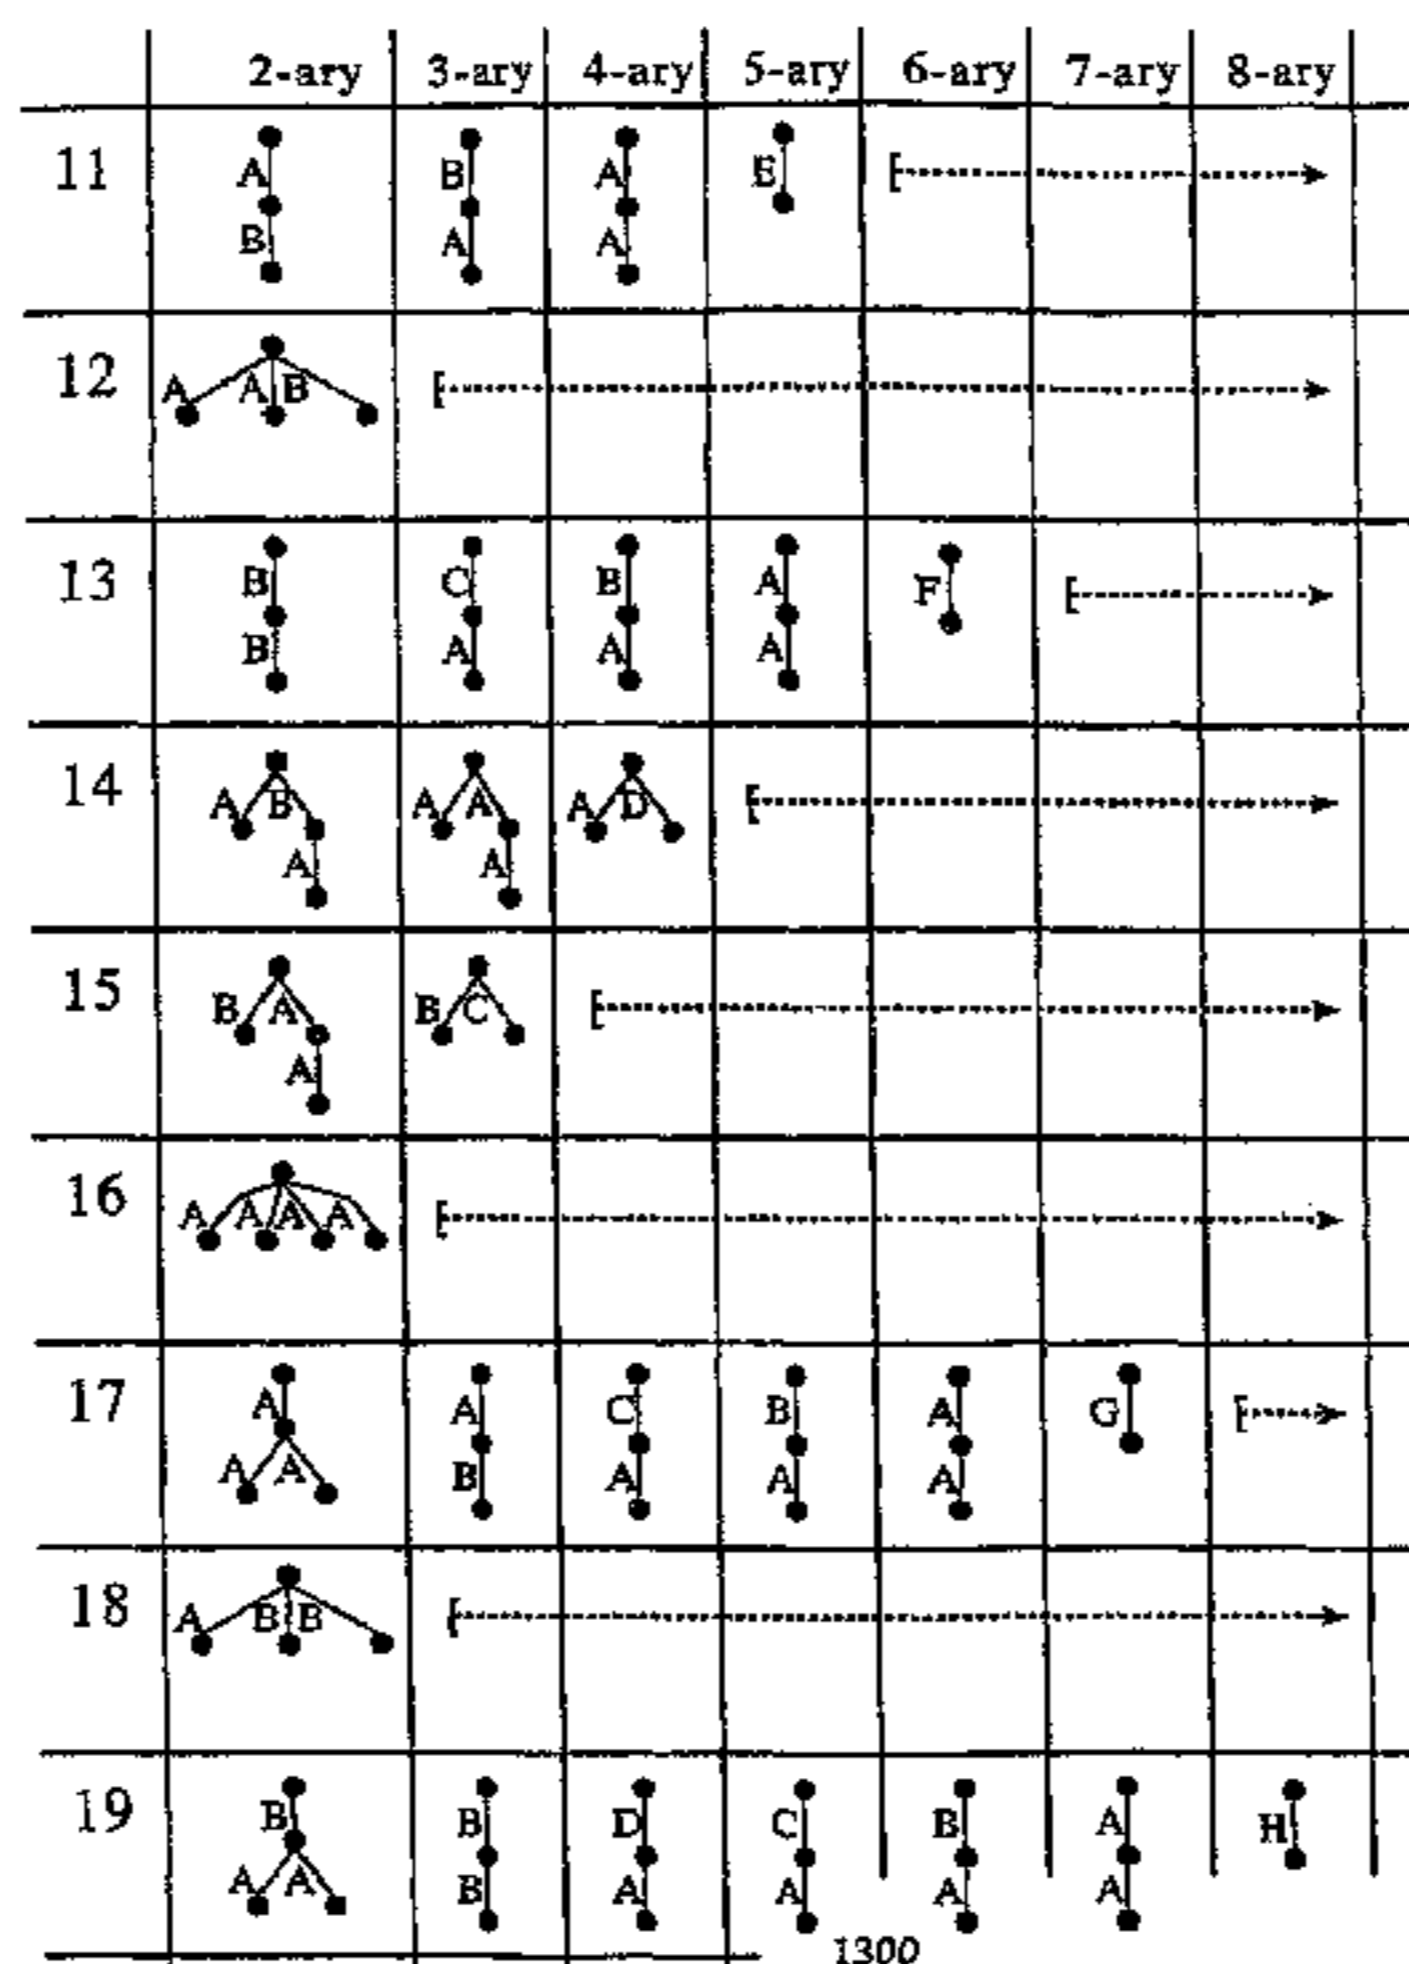 2-ary 3-ary 4-ary 5-ary 6-ary 7-ary 8-ary
11
A B A E
B A A
12
A A B
13
B C B A F
B A A A
14
A B A A A D
A A
15
B A B C
A
16
A A A A
17
A A C B A G
A A B A A A
18
A B B
19
B B D C B A H
A A B A A A A
1300